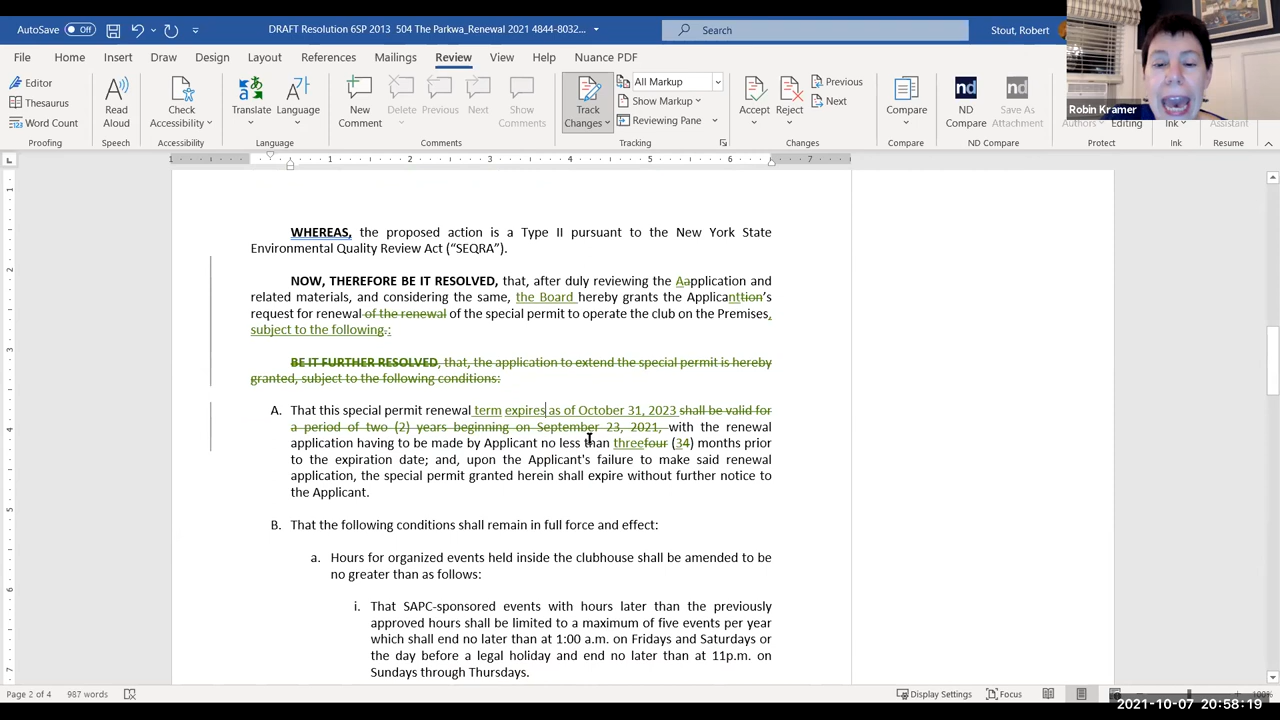 AutoSave Off DRAFT Resolution 6SP 2013 504 The Parkwa_Renewal 2021 4844-8032... Search Stout, Robert
File Home Insert Draw Design Layout References Mailings Review View Help Nuance PDF
Editor
Thesaurus
Word Count
Proofing
Read Aloud
Speech
Check Accessibility
Accessibility
Translate Language
Language
New Comment Delete Previous Next Show Comments
Comments
Track Changes
All Markup
Show Markup
Reviewing Pane
Tracking
Accept Reject
Previous
Next
Changes
Compare
Compare
ND Compare Save As Attachment
ND Compare
Authors Editing
Protect
Ink
Ink
Assistant
Resume
Robin Kramer
1 1 2 3 4 5 6 7
WHEREAS, the proposed action is a Type II pursuant to the New York State
Environmental Quality Review Act (“SEQRA”).
NOW, THEREFORE BE IT RESOLVED, that, after duly reviewing the Aapplication and
related materials, and considering the same, the Board hereby grants the Applicanttion’s
request for renewal of the renewal of the special permit to operate the club on the Premises,
subject to the following.:
BE IT FURTHER RESOLVED, that, the application to extend the special permit is hereby
granted, subject to the following conditions:
A. That this special permit renewal term expires as of October 31, 2023 shall be valid for
a period of two (2) years beginning on September 23, 2021, with the renewal
application having to be made by Applicant no less than threefour (34) months prior
to the expiration date; and, upon the Applicant's failure to make said renewal
application, the special permit granted herein shall expire without further notice to
the Applicant.
B. That the following conditions shall remain in full force and effect:
a. Hours for organized events held inside the clubhouse shall be amended to be
no greater than as follows:
i. That SAPC-sponsored events with hours later than the previously
approved hours shall be limited to a maximum of five events per year
which shall end no later than at 1:00 a.m. on Fridays and Saturdays or
the day before a legal holiday and end no later than at 11p.m. on
Sundays through Thursdays.
1
2
3
4
5
6
7
Page 2 of 4 987 words Display Settings Focus 100%
2021-10-07 20:58:19